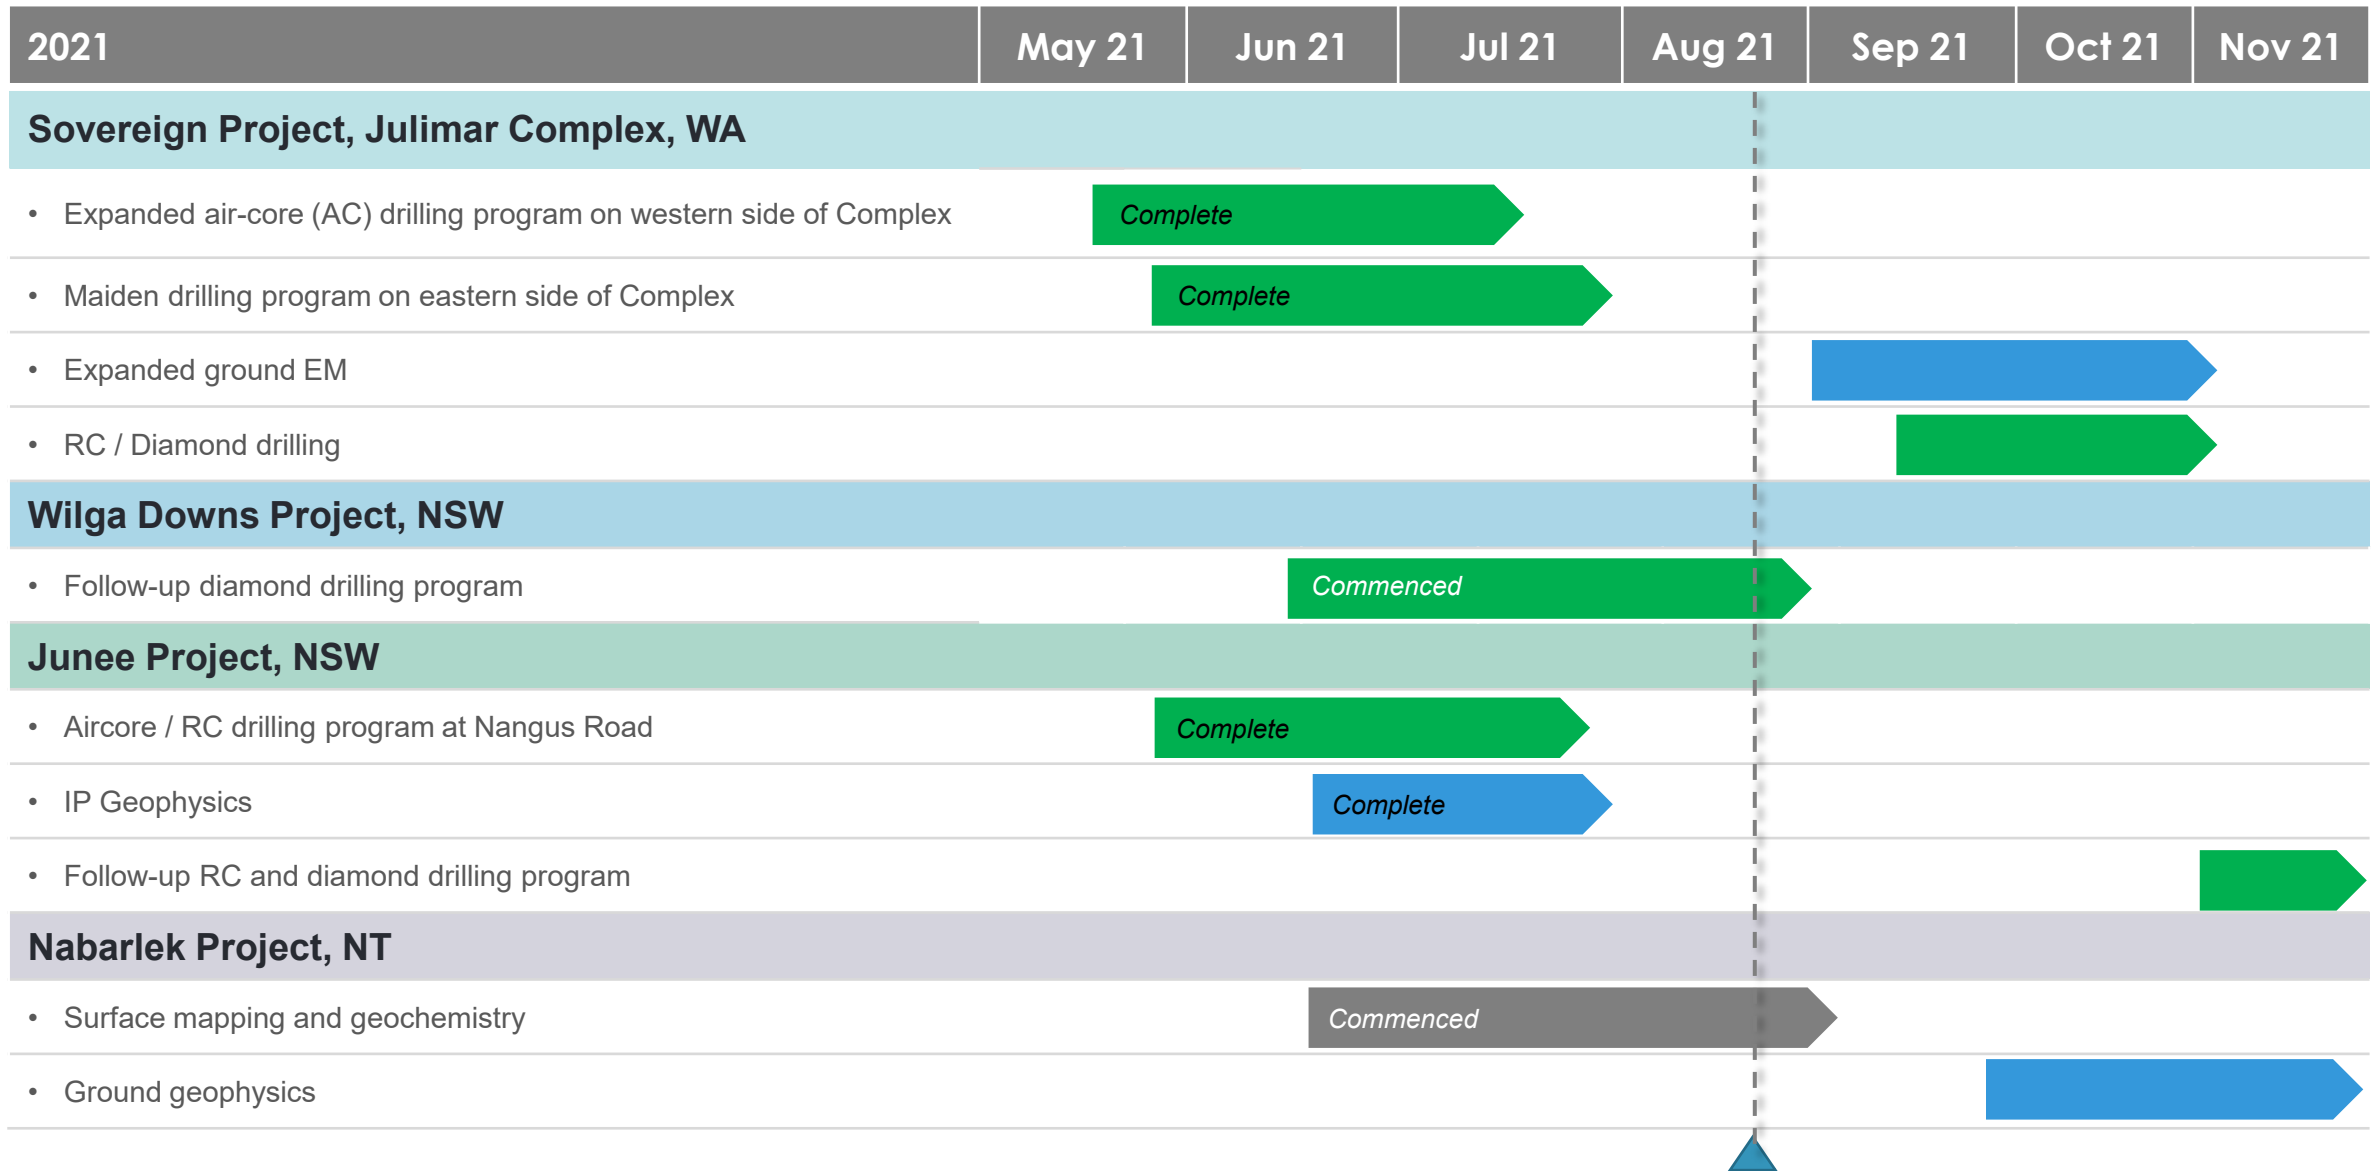 2021 May 21 Jun 21 Jul 21 Aug 21 Sep 21 Oct 21 Nov 21
Sovereign Project, Julimar Complex, WA
• Expanded air-core (AC) drilling program on western side of Complex Complete
• Maiden drilling program on eastern side of Complex Complete
• Expanded ground EM
• RC / Diamond drilling
Wilga Downs Project, NSW
• Follow-up diamond drilling program Commenced
Junee Project, NSW
• Aircore / RC drilling program at Nangus Road Complete
• IP Geophysics Complete
• Follow-up RC and diamond drilling program
Nabarlek Project, NT
• Surface mapping and geochemistry Commenced
• Ground geophysics